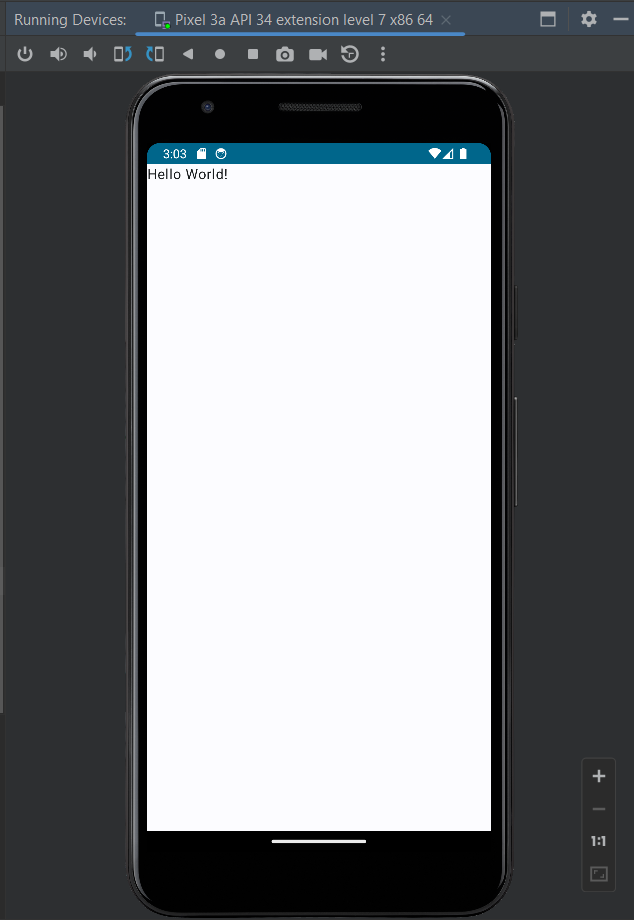 Running Devices: Pixel 3a API 34 extension level 7 x86 64
3:03
Hello World!
1:1